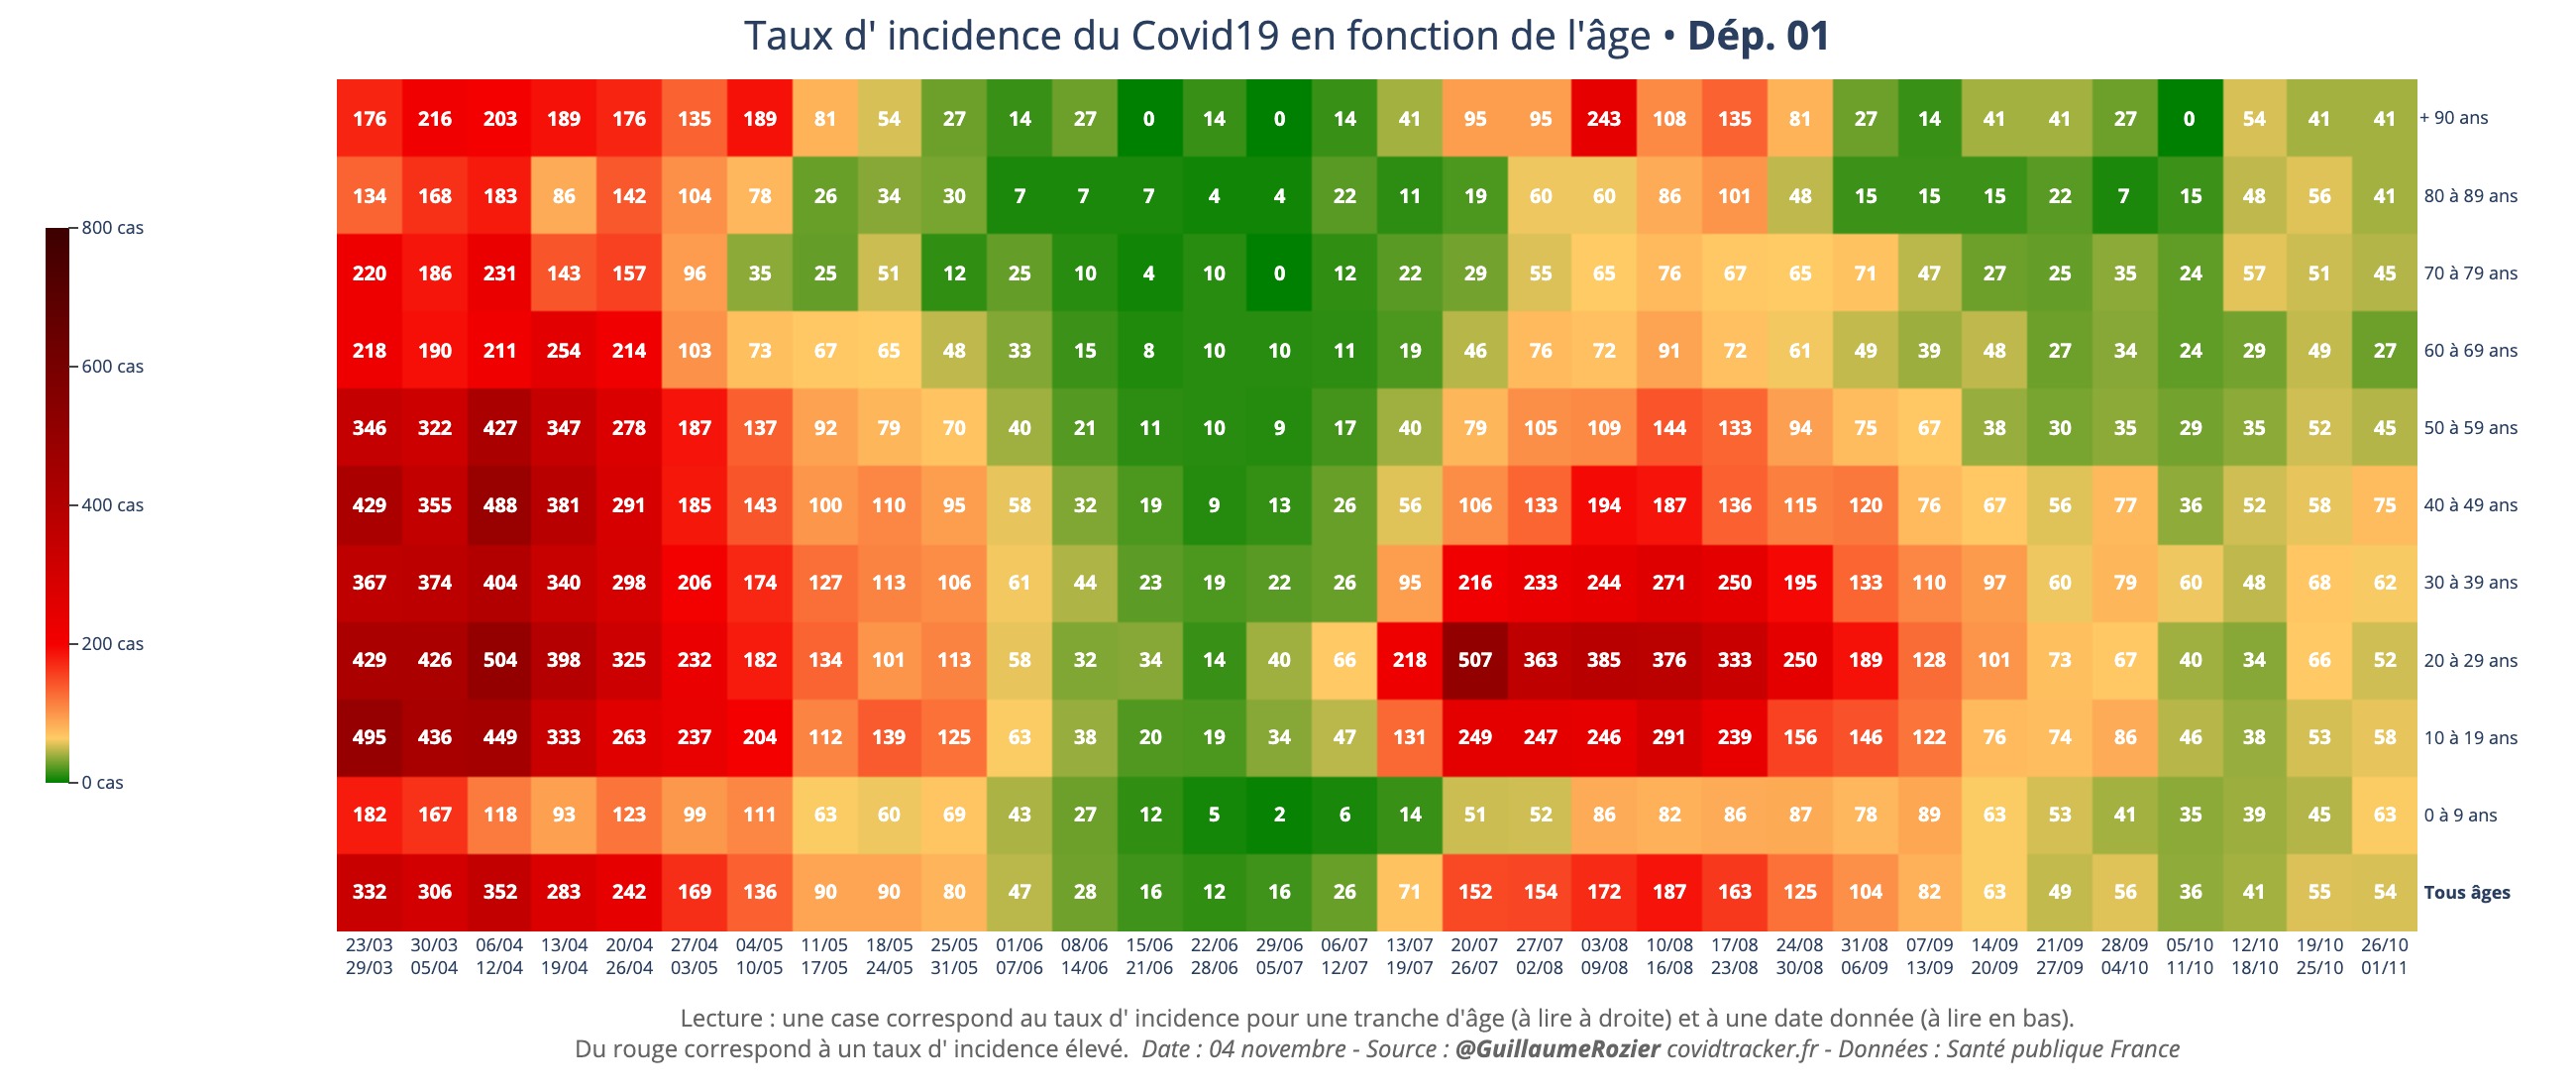 Taux d' incidence du Covid19 en fonction de l'âge • Dép. 01
176 216 203 189 176 135 189 81 54 27 14 27 0 14 0 14 41 95 95 243 108 135 81 27 14 41 41 27 0 54 41 41 + 90 ans
134 168 183 86 142 104 78 26 34 30 7 7 7 4 4 22 11 19 60 60 86 101 48 15 15 15 22 7 15 48 56 41 80 à 89 ans
220 186 231 143 157 96 35 25 51 12 25 10 4 10 0 12 22 29 55 65 76 67 65 71 47 27 25 35 24 57 51 45 70 à 79 ans
218 190 211 254 214 103 73 67 65 48 33 15 8 10 10 11 19 46 76 72 91 72 61 49 39 48 27 34 24 29 49 27 60 à 69 ans
346 322 427 347 278 187 137 92 79 70 40 21 11 10 9 17 40 79 105 109 144 133 94 75 67 38 30 35 29 35 52 45 50 à 59 ans
429 355 488 381 291 185 143 100 110 95 58 32 19 9 13 26 56 106 133 194 187 136 115 120 76 67 56 77 36 52 58 75 40 à 49 ans
367 374 404 340 298 206 174 127 113 106 61 44 23 19 22 26 95 216 233 244 271 250 195 133 110 97 60 79 60 48 68 62 30 à 39 ans
429 426 504 398 325 232 182 134 101 113 58 32 34 14 40 66 218 507 363 385 376 333 250 189 128 101 73 67 40 34 66 52 20 à 29 ans
495 436 449 333 263 237 204 112 139 125 63 38 20 19 34 47 131 249 247 246 291 239 156 146 122 76 74 86 46 38 53 58 10 à 19 ans
182 167 118 93 123 99 111 63 60 69 43 27 12 5 2 6 14 51 52 86 82 86 87 78 89 63 53 41 35 39 45 63 0 à 9 ans
332 306 352 283 242 169 136 90 90 80 47 28 16 12 16 26 71 152 154 172 187 163 125 104 82 63 49 56 36 41 55 54 Tous âges
23/03 30/03 06/04 13/04 20/04 27/04 04/05 11/05 18/05 25/05 01/06 08/06 15/06 22/06 29/06 06/07 13/07 20/07 27/07 03/08 10/08 17/08 24/08 31/08 07/09 14/09 21/09 28/09 05/10 12/10 19/10 26/10
29/03 05/04 12/04 19/04 26/04 03/05 10/05 17/05 24/05 31/05 07/06 14/06 21/06 28/06 05/07 12/07 19/07 26/07 02/08 09/08 16/08 23/08 30/08 06/09 13/09 20/09 27/09 04/10 11/10 18/10 25/10 01/11
800 cas
600 cas
400 cas
200 cas
0 cas
Lecture : une case correspond au taux d' incidence pour une tranche d'âge (à lire à droite) et à une date donnée (à lire en bas).
Du rouge correspond à un taux d' incidence élevé. Date : 04 novembre - Source : @GuillaumeRozier covidtracker.fr - Données : Santé publique France